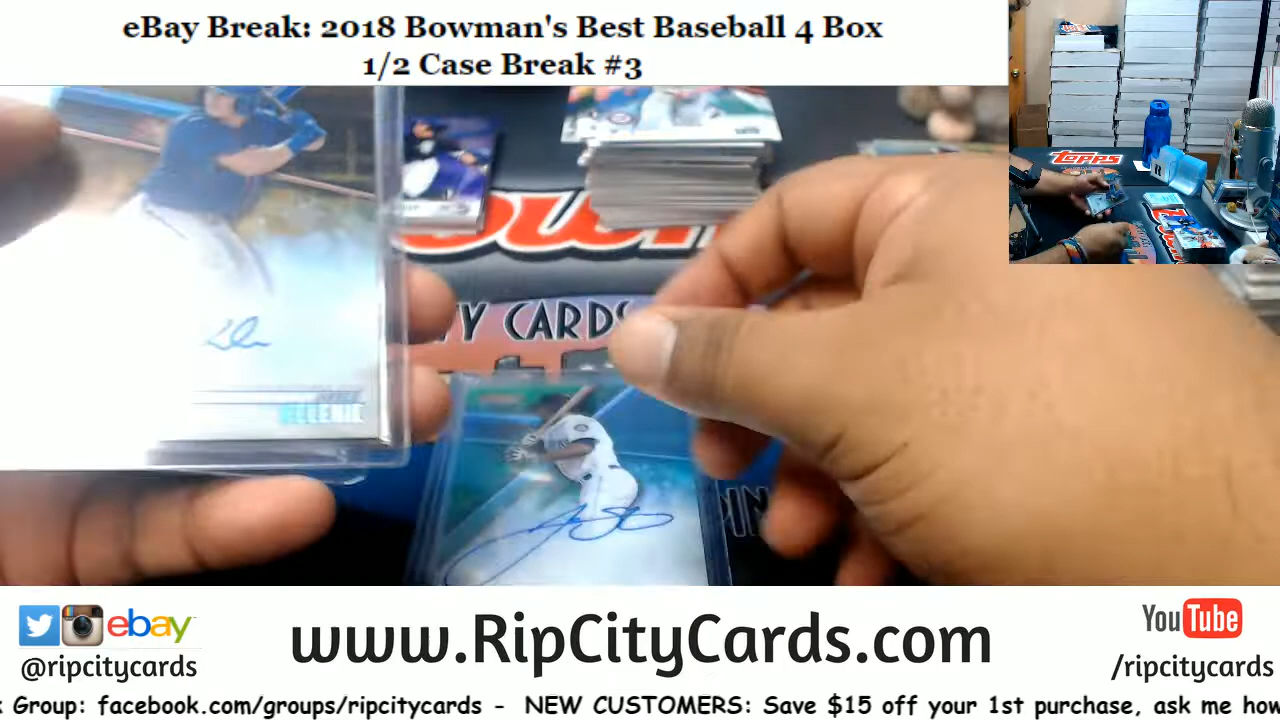 eBay Break: 2018 Bowman's Best Baseball 4 Box
1/2 Case Break #3
TOPPS
CARDS
ebay
www.RipCityCards.com
YouTube
@ripcitycards
/ripcitycards
Group: facebook.com/groups/ripcitycards - NEW CUSTOMERS: Save $15 off your 1st purchase, ask me how